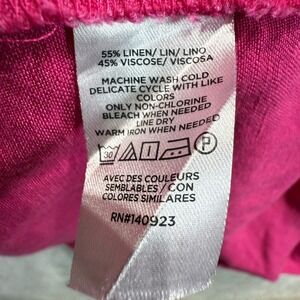 55% LINEN/ LIN/ LINO
45% VISCOSE/ VISCOSA
MACHINE WASH COLD
DELICATE CYCLE WITH LIKE
COLORS
ONLY NON-CHLORINE
BLEACH WHEN NEEDED
LINE DRY
WARM IRON WHEN NEEDED
30 P
AVEC DES COULEURS
SEMBLABLES / CON
COLORES SIMILARES
RN#140923